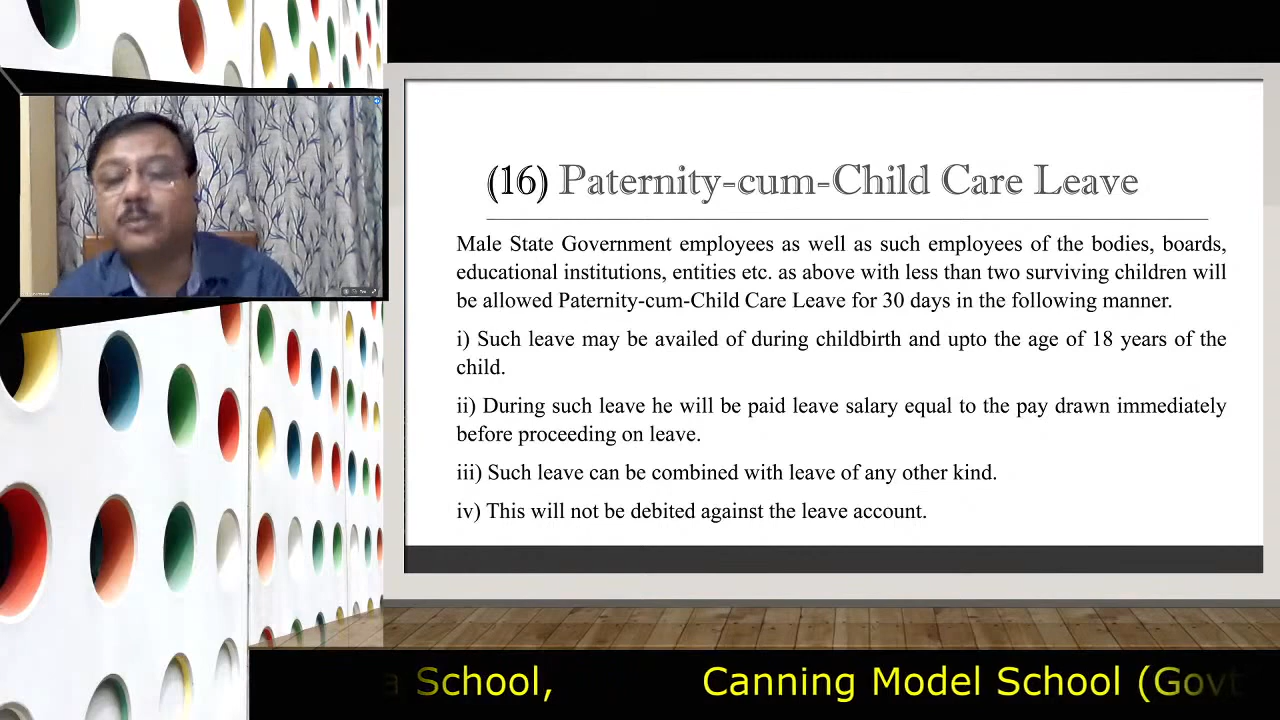 (16) Paternity-cum-Child Care Leave
Male State Government employees as well as such employees of the bodies, boards,
educational institutions, entities etc. as above with less than two surviving children will
be allowed Paternity-cum-Child Care Leave for 30 days in the following manner.
i) Such leave may be availed of during childbirth and upto the age of 18 years of the
child.
ii) During such leave he will be paid leave salary equal to the pay drawn immediately
before proceeding on leave.
iii) Such leave can be combined with leave of any other kind.
iv) This will not be debited against the leave account.
a School, Canning Model School (Govt